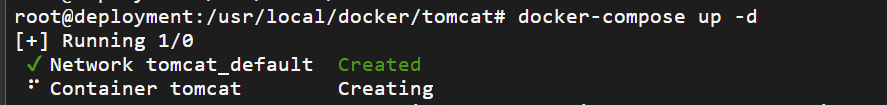 root@deployment:/usr/local/docker/tomcat# docker-compose up -d
[+] Running 1/0
✓ Network tomcat_default Created
⠋ Container tomcat Creating